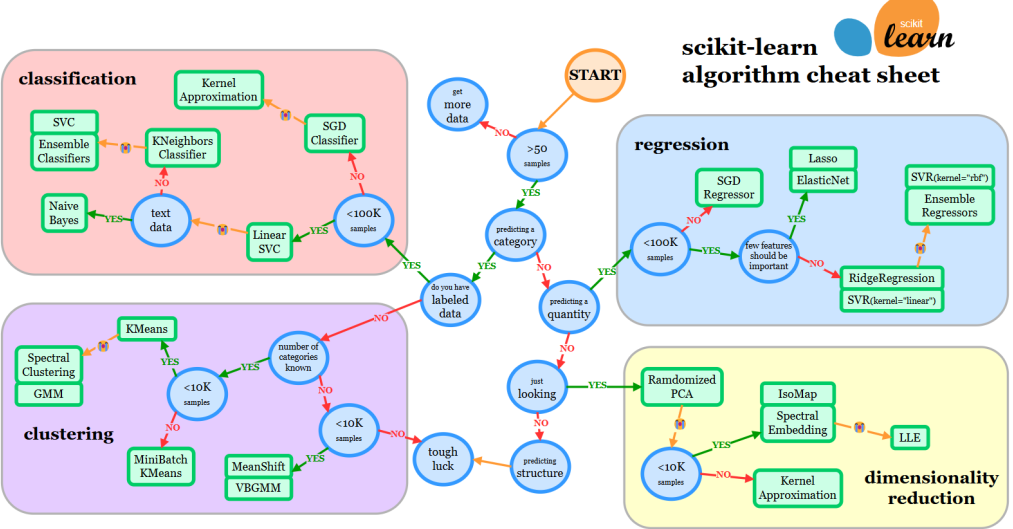 scikit
learn
scikit-learn
algorithm cheat sheet
START
get
more
data
NO
>50
samples
YES
predicting a
category
YES
NO
do you have
labeled
data
YES
NO
predicting a
quantity
YES
NO
just
looking
YES
NO
predicting
structure
tough
luck
classification
Kernel
Approximation
SGD
Classifier
NO
<100K
samples
YES
Linear
SVC
text
data
YES
Naive
Bayes
NO
KNeighbors
Classifier
SVC
Ensemble
Classifiers
regression
<100K
samples
NO
SGD
Regressor
YES
few features
should be
important
YES
Lasso
ElasticNet
NO
RidgeRegression
SVR(kernel="linear")
SVR(kernel="rbf")
Ensemble
Regressors
clustering
number of
categories
known
YES
<10K
samples
YES
KMeans
Spectral
Clustering
GMM
NO
MiniBatch
KMeans
NO
<10K
samples
YES
MeanShift
VBGMM
NO
dimensionality
reduction
Randomized
PCA
<10K
samples
YES
IsoMap
Spectral
Embedding
LLE
NO
Kernel
Approximation